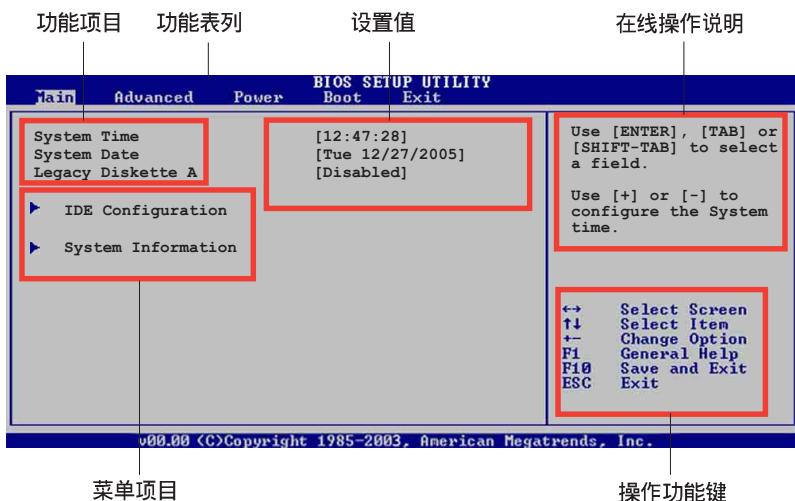 功能项目 功能表列 设置值 在线操作说明
BIOS SETUP UTILITY
Main Advanced Power Boot Exit
System Time [12:47:28]
System Date [Tue 12/27/2005]
Legacy Diskette A [Disabled]
IDE Configuration
System Information
Use [ENTER], [TAB] or
[SHIFT-TAB] to select
a field.
Use [+] or [-] to
configure the System
time.
←→ Select Screen
↑↓ Select Item
+- Change Option
F1 General Help
F10 Save and Exit
ESC Exit
v00.00 (C)Copyright 1985-2003, American Megatrends, Inc.
菜单项目 操作功能键